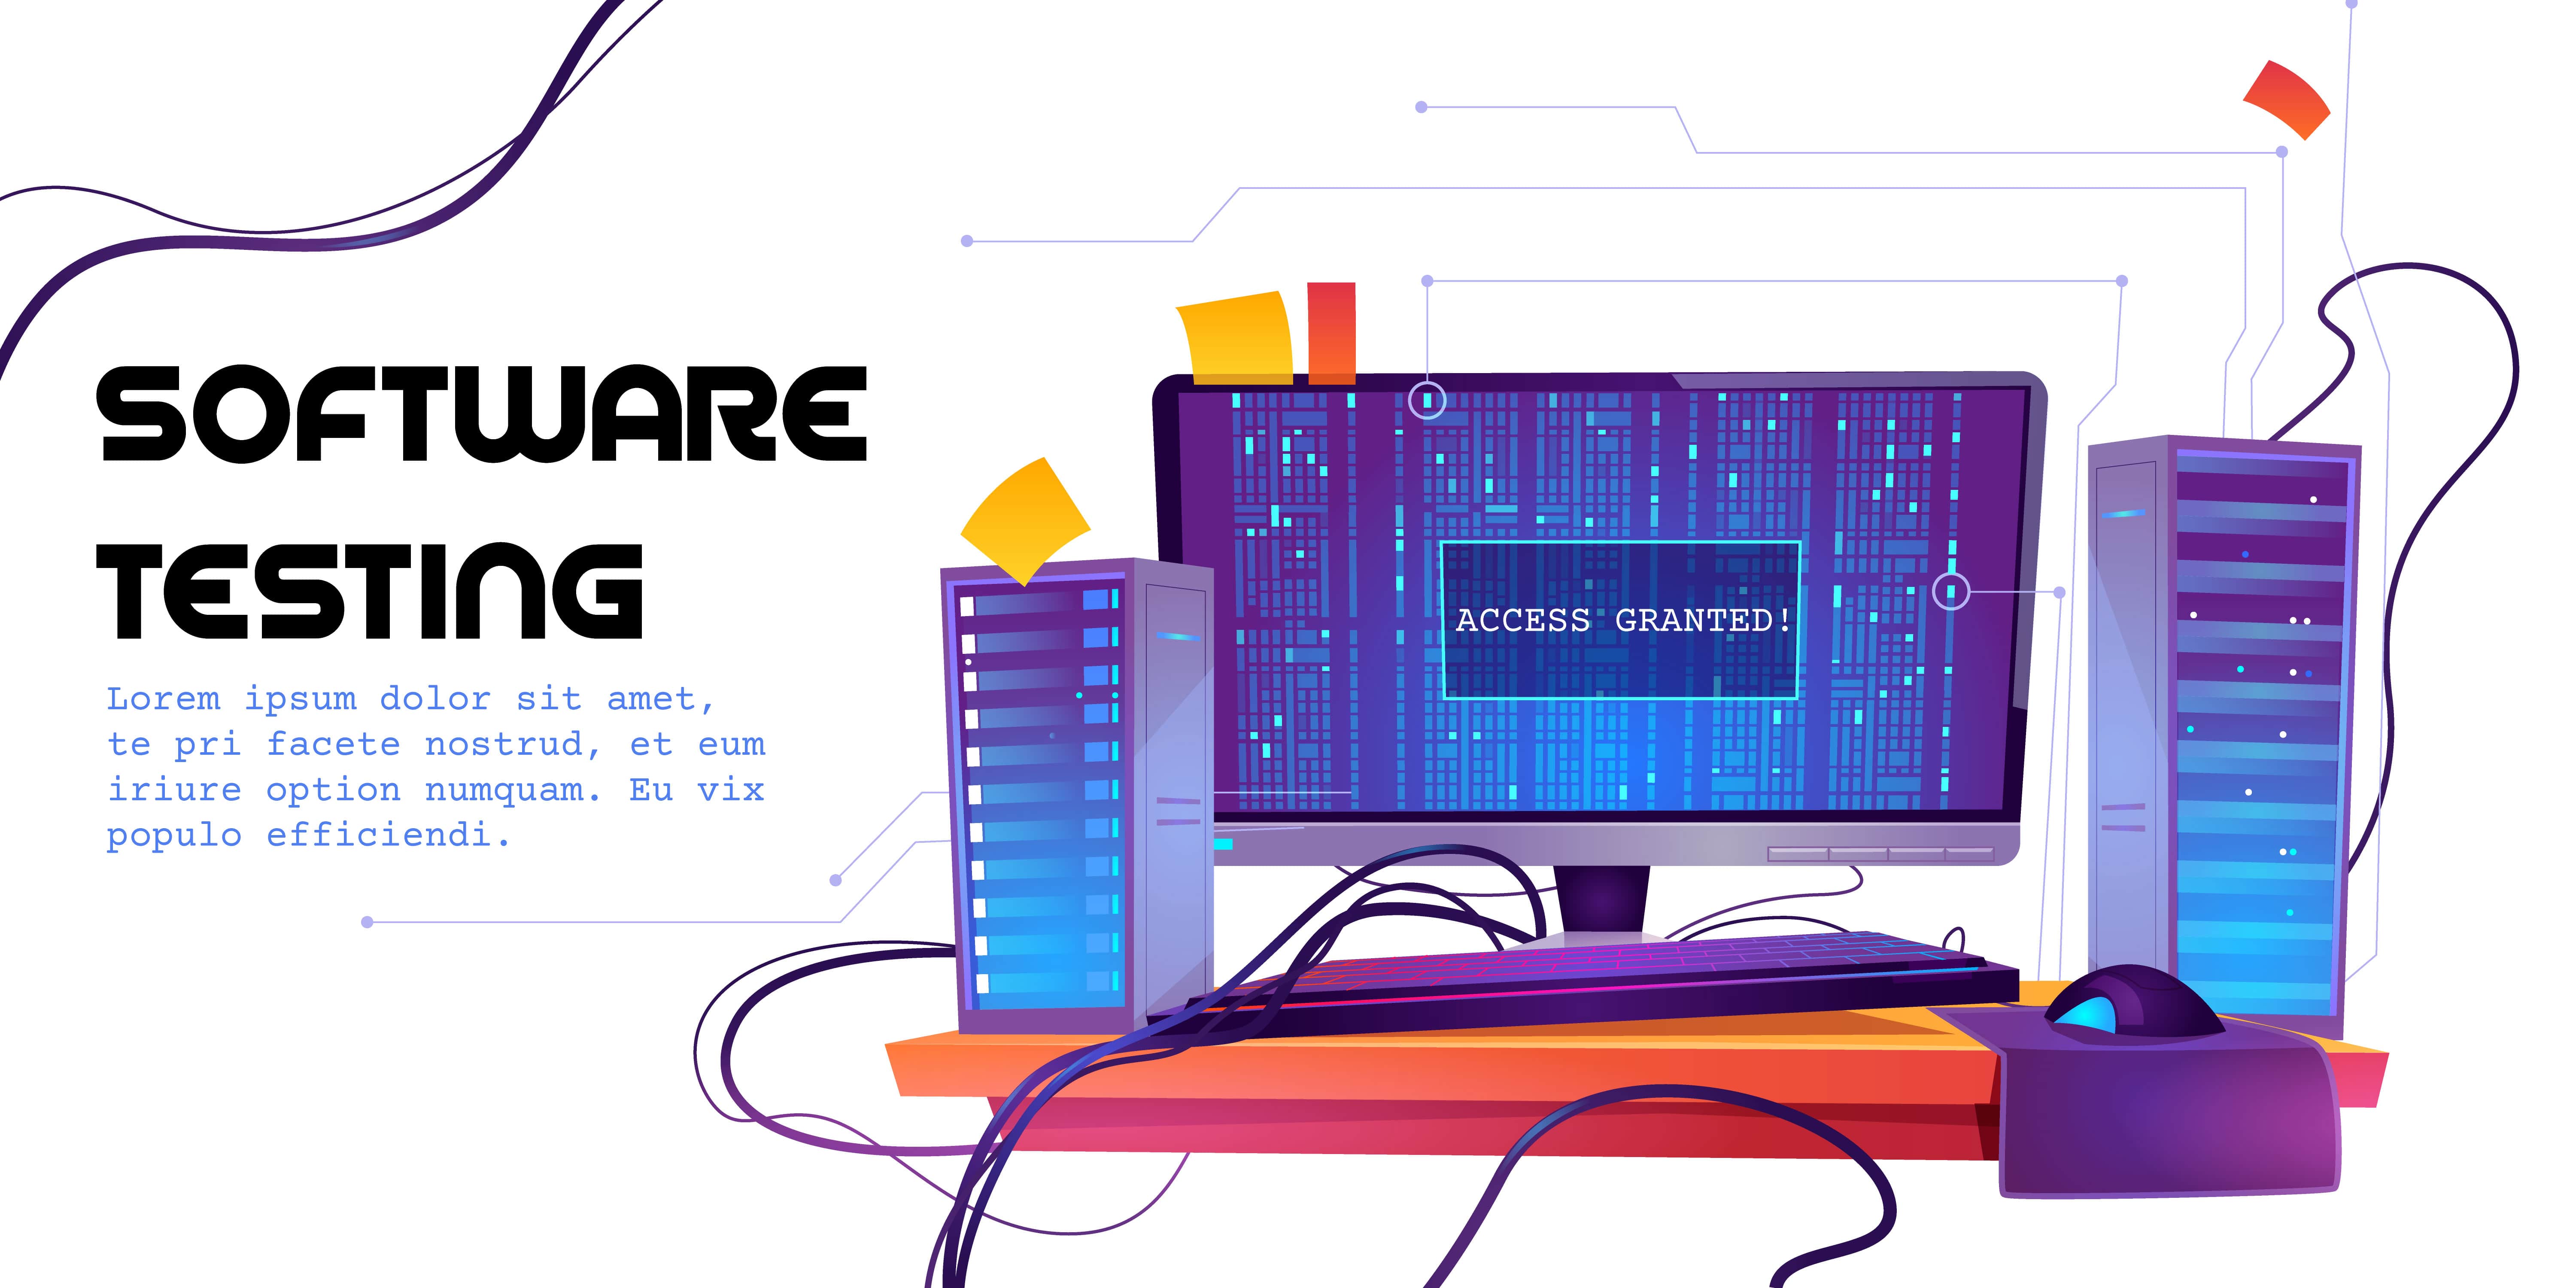 SOFTWARE
TESTING
Lorem ipsum dolor sit amet,
te pri facete nostrud, et eum
iriure option numquam. Eu vix
populo efficiendi.
ACCESS GRANTED!